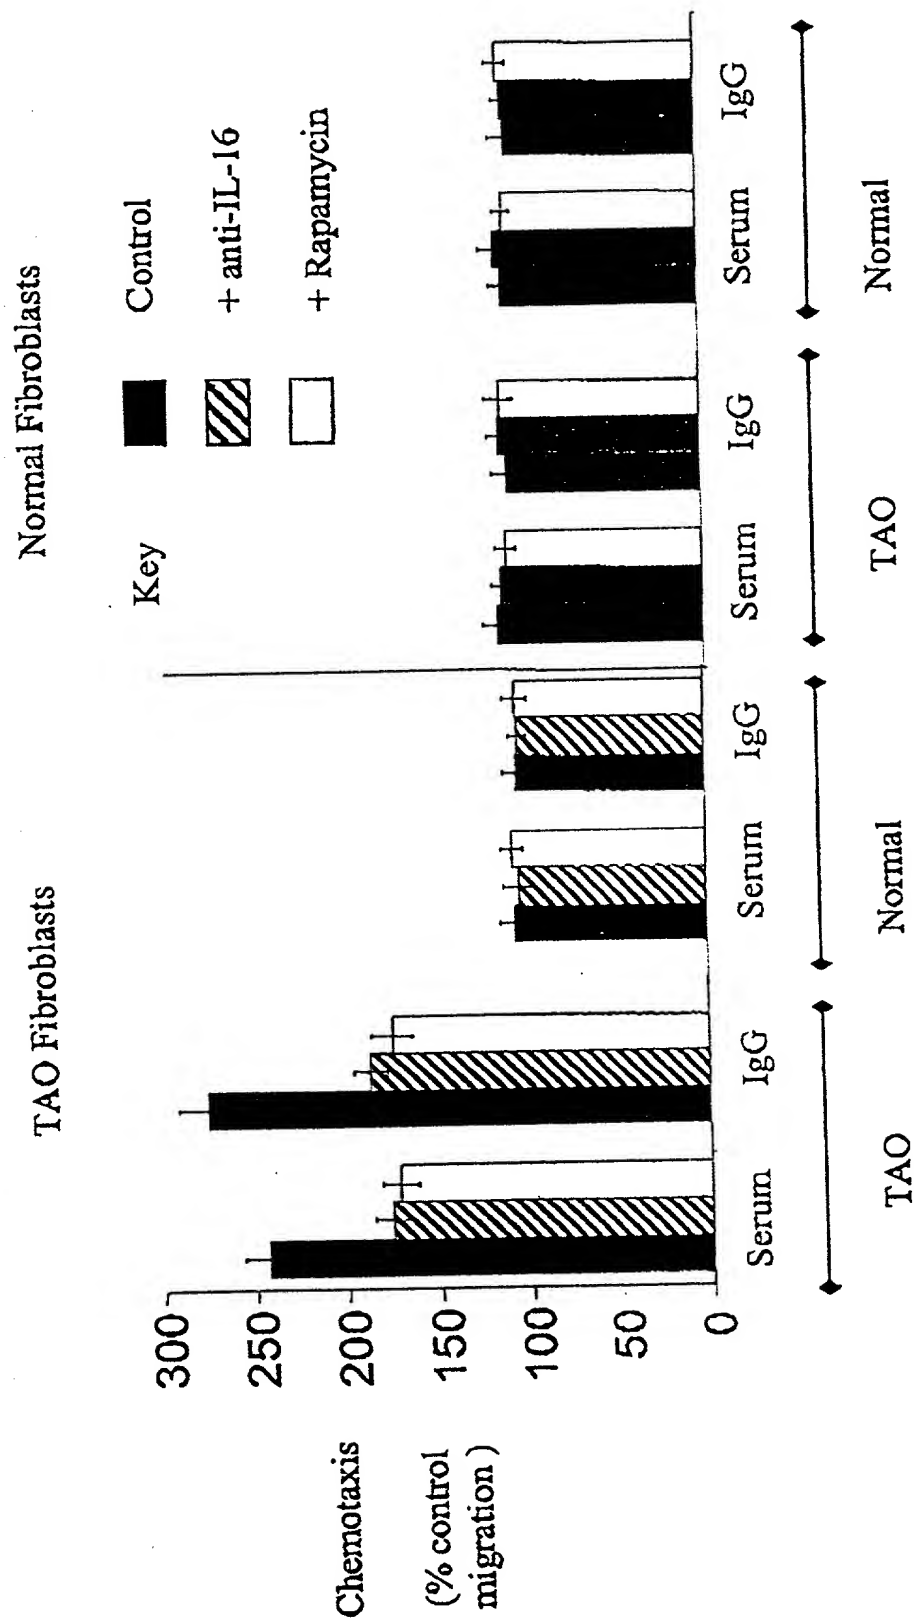 TAO Fibroblasts
Normal Fibroblasts
Key
Control
+ anti-IL-16
+ Rapamycin
Chemotaxis
(% control
migration )
300
250
200
150
100
50
0
Serum
IgG
Serum
IgG
Serum
IgG
Serum
IgG
TAO
Normal
TAO
Normal